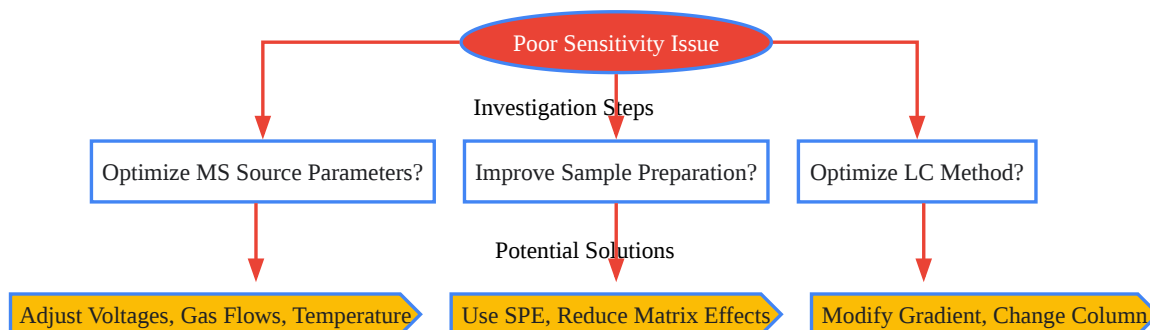 Poor Sensitivity Issue
Investigation Steps
Optimize MS Source Parameters?
Improve Sample Preparation?
Optimize LC Method?
Potential Solutions
Adjust Voltages, Gas Flows, Temperature
Use SPE, Reduce Matrix Effects
Modify Gradient, Change Column